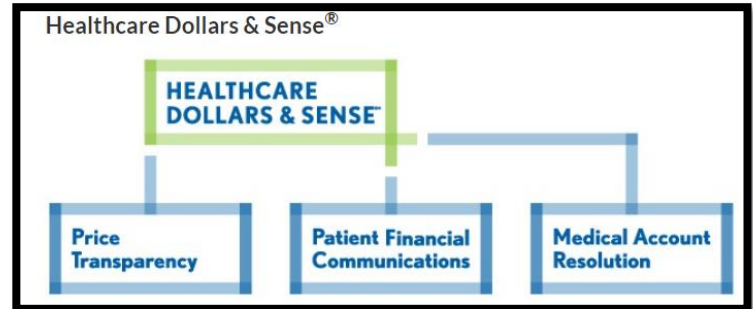 Healthcare Dollars & Sense®
HEALTHCARE
DOLLARS & SENSE™
Price
Transparency
Patient Financial
Communications
Medical Account
Resolution